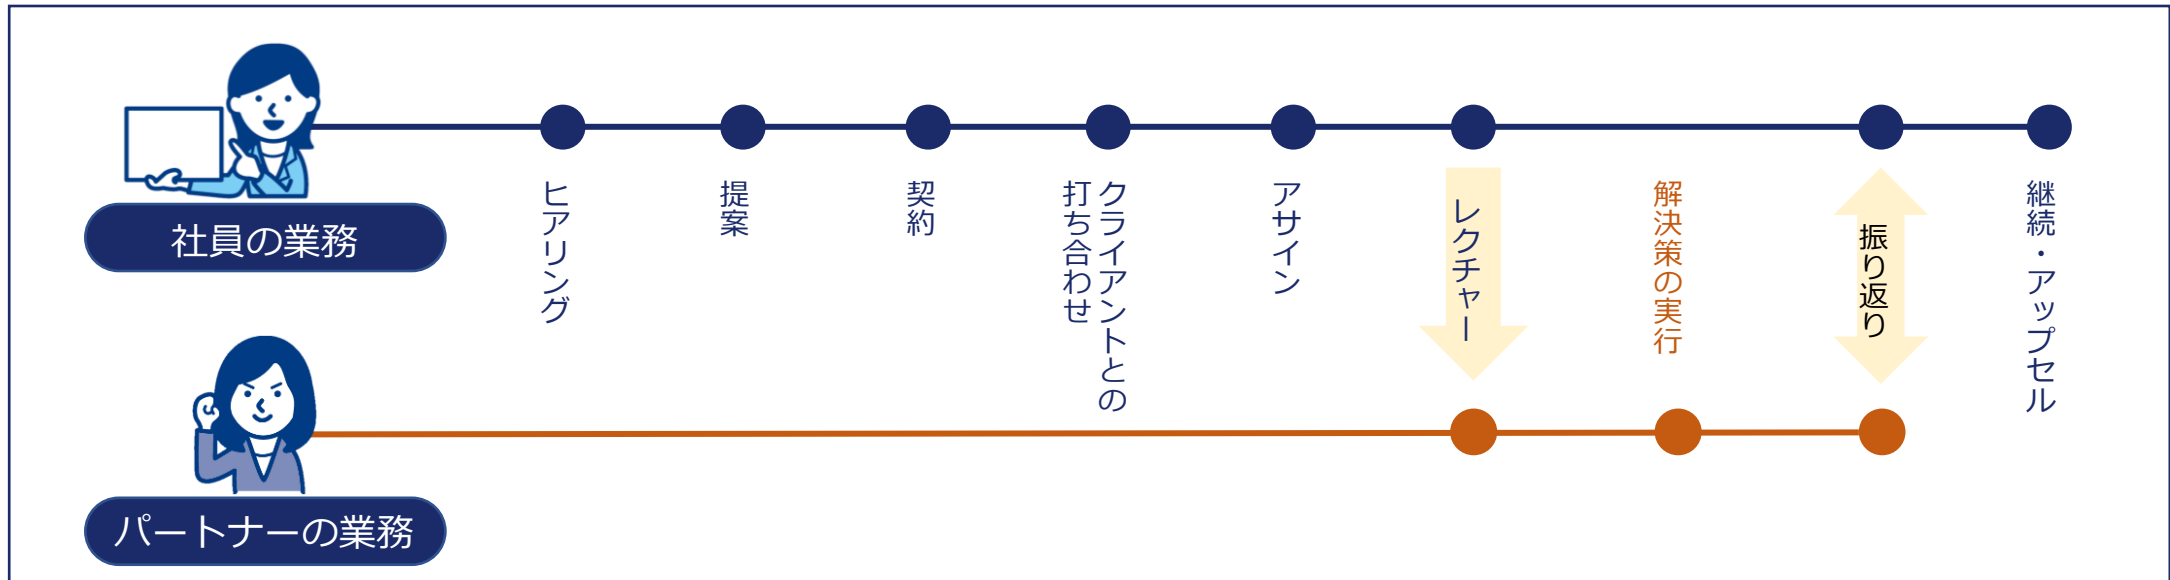 社員の業務
ヒアリング
提案
契約
クライアントとの
打ち合わせ
アサイン
レクチャー
解決策の実行
振り返り
継続・アップセル
パートナーの業務